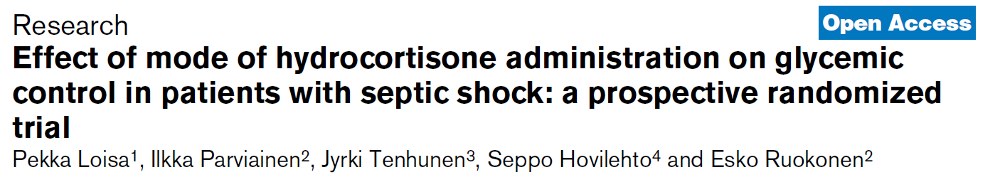 Research
Open Access
Effect of mode of hydrocortisone administration on glycemic
control in patients with septic shock: a prospective randomized
trial
Pekka Loisa1, Ilkka Parviainen2, Jyrki Tenhunen3, Seppo Hovilehto4 and Esko Ruokonen2